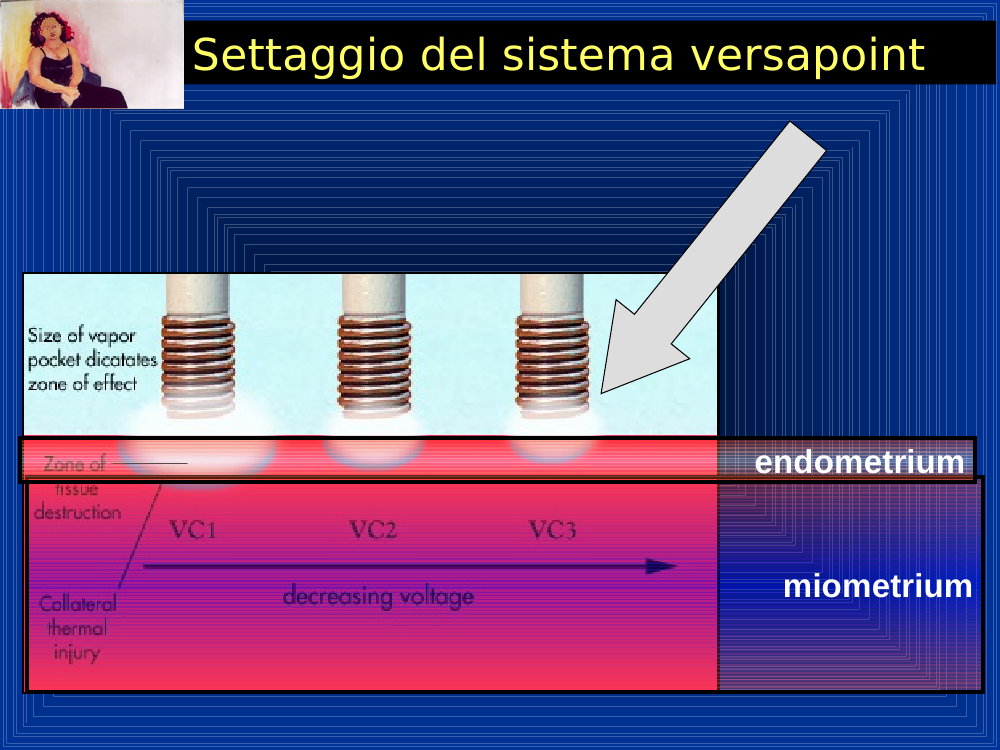 Settaggio del sistema versapoint
Size of vapor
pocket dicatates
zone of effect
endometrium
Zone of
tissue
destruction
VC1 VC2 VC3
decreasing voltage
miometrium
Collateral
thermal
injury